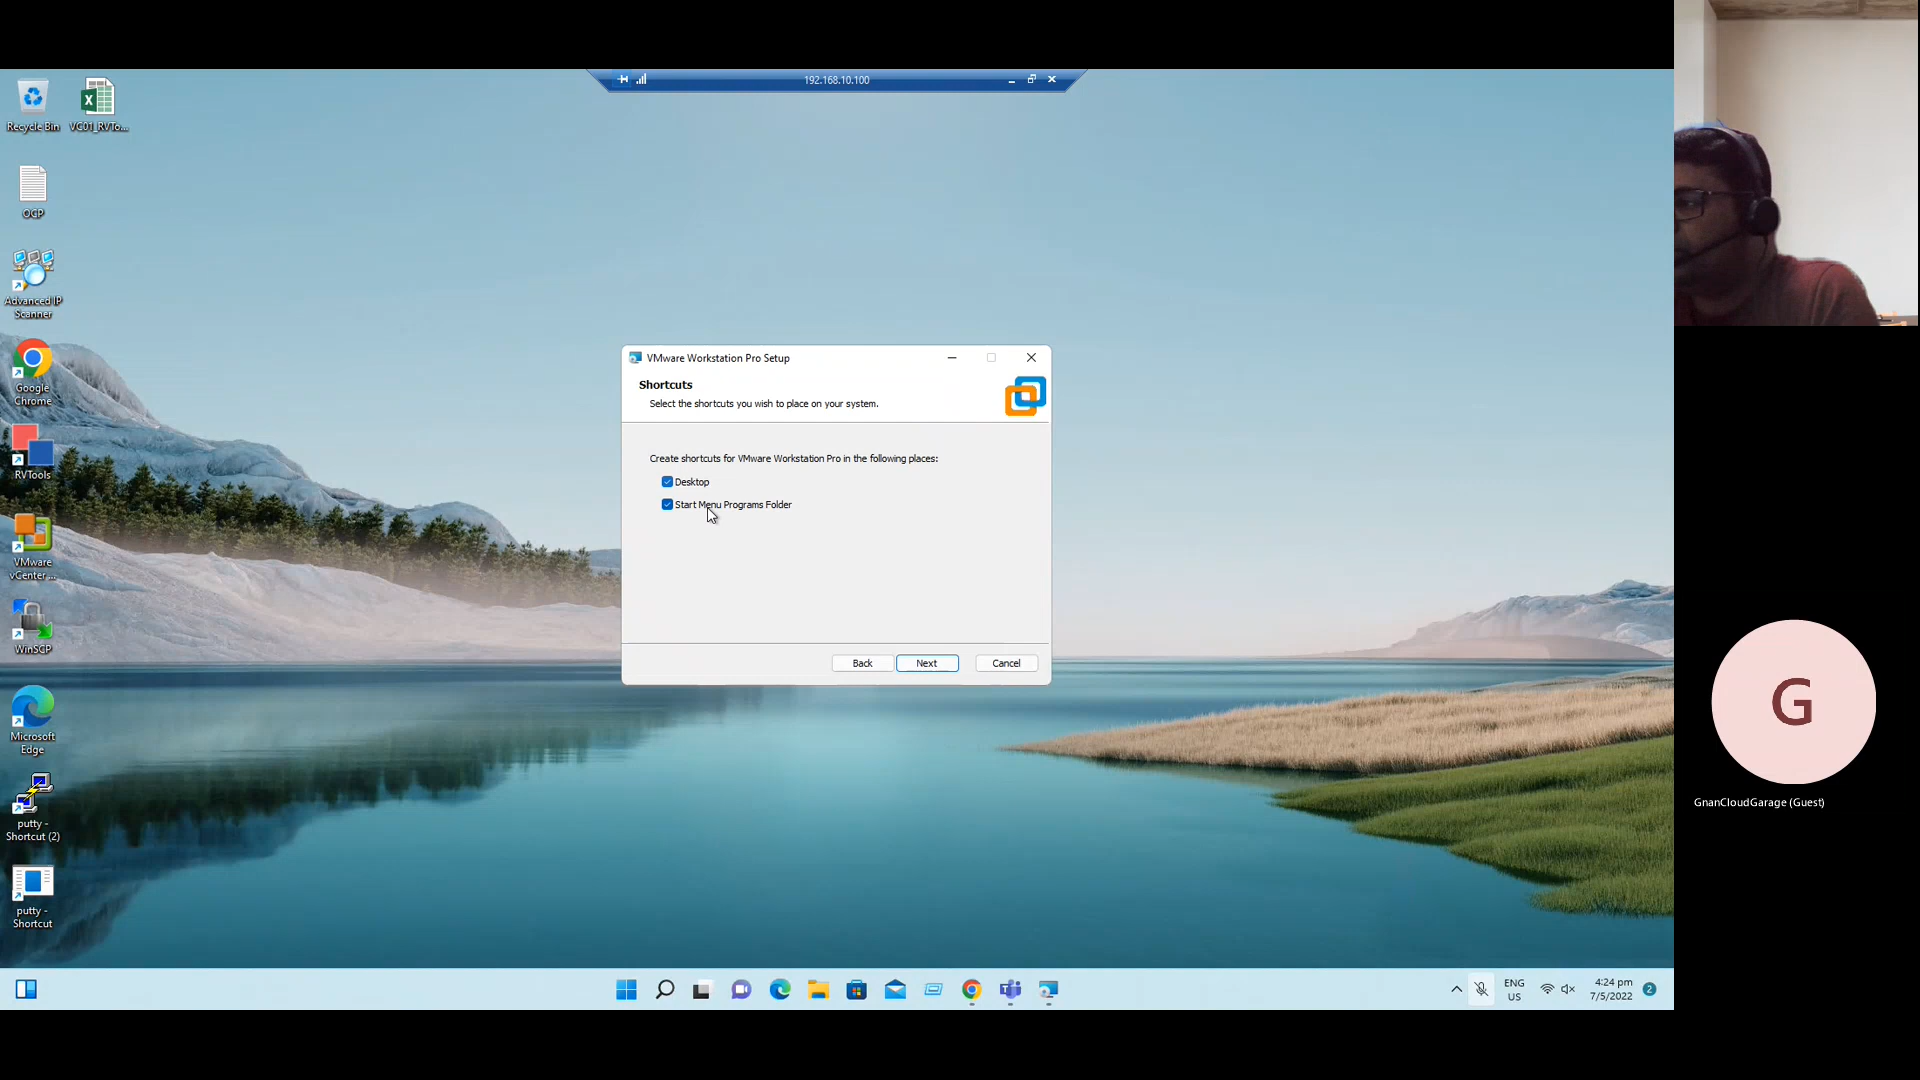 192.168.10.100
Recycle Bin
VC01_RVTo...
OCP
Advanced IP
Scanner
Google
Chrome
RVTools
VMware
vCenter ...
WinSCP
Microsoft
Edge
putty -
Shortcut (2)
putty -
Shortcut
VMware Workstation Pro Setup
Shortcuts
Select the shortcuts you wish to place on your system.
Create shortcuts for VMware Workstation Pro in the following places:
Desktop
Start Menu Programs Folder
Back
Next
Cancel
G
GnanCloudGarage (Guest)
ENG
US
4:24 pm
7/5/2022
2